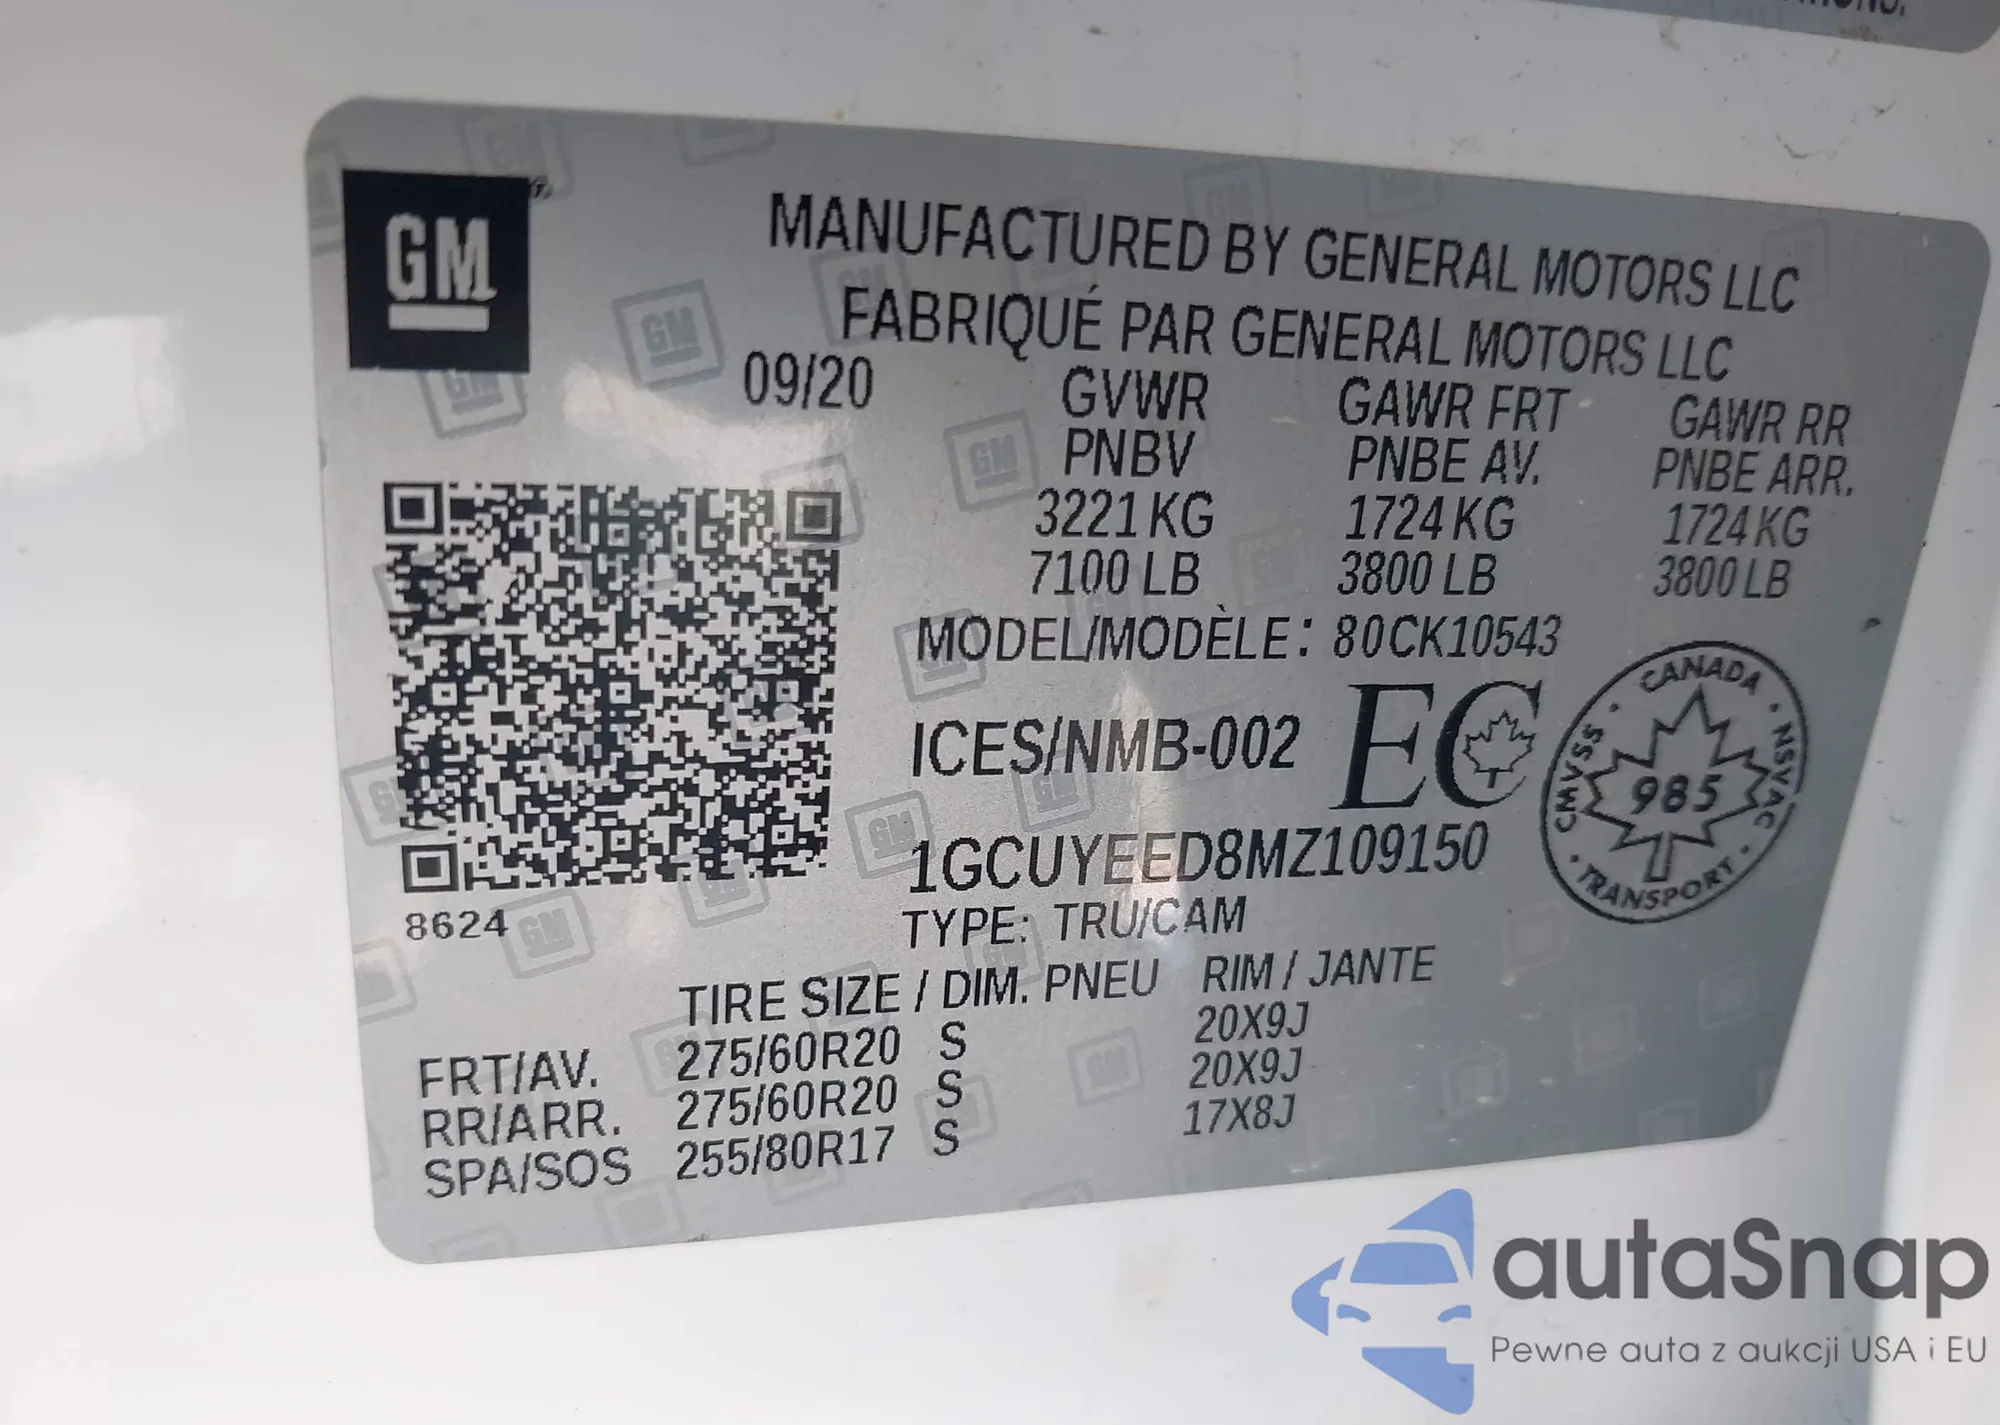 GM
MANUFACTURED BY GENERAL MOTORS LLC
FABRIQUÉ PAR GENERAL MOTORS LLC
09/20 GVWR GAWR FRT GAWR RR
PNBV PNBE AV. PNBE ARR.
3221 KG 1724 KG 1724 KG
7100 LB 3800 LB 3800 LB
MODEL/MODÈLE: 80CK10543
ICES/NMB-002 EC
CANADA · NSVAC · TRANSPORT · CMVSS ·
985
1GCUYEED8MZ109150
8624
TYPE: TRU/CAM
TIRE SIZE / DIM. PNEU RIM / JANTE
FRT/AV. 275/60R20 S 20X9J
RR/ARR. 275/60R20 S 20X9J
SPA/SOS 255/80R17 S 17X8J
autaSnap
Pewne auta z aukcji USA i EU